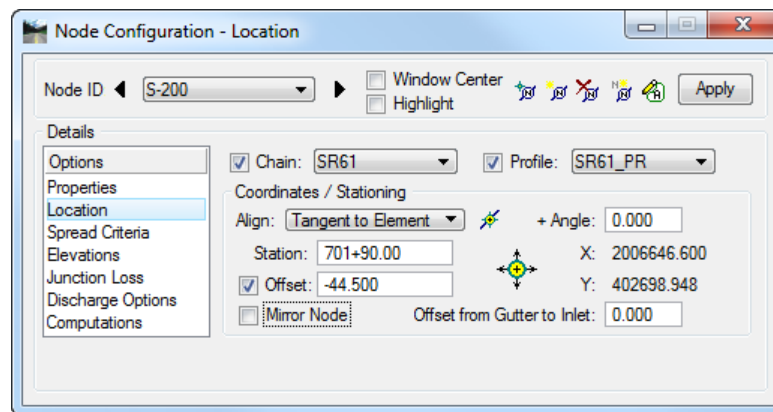 Node Configuration - Location
Node ID S-200 Window Center Apply
Highlight
Details
Options
Properties
Location
Spread Criteria
Elevations
Junction Loss
Discharge Options
Computations
Chain: SR61 Profile: SR61_PR
Coordinates / Stationing
Align: Tangent to Element + Angle: 0.000
Station: 701+90.00 X: 2006646.600
Offset: -44.500 Y: 402698.948
Mirror Node Offset from Gutter to Inlet: 0.000